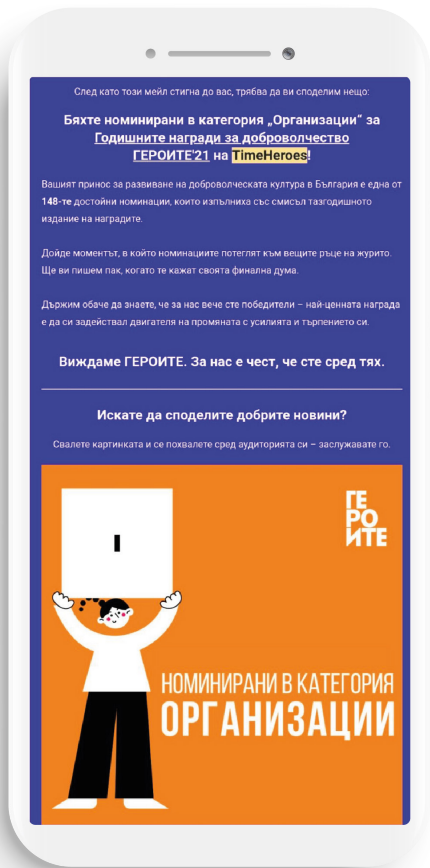 След като този мейл стигна до вас, трябва да ви споделим нещо:
Бяхте номинирани в категория „Организации“ за
Годишните награди за доброволчество
ГЕРОИТЕ'21 на TimeHeroes!
Вашият принос за развиване на доброволческата култура в България е една от
148-те достойни номинации, които изпълниха със смисъл тазгодишното
издание на наградите.
Дойде моментът, в който номинациите потеглят към вещите ръце на журито.
Ще ви пишем пак, когато те кажат своята финална дума.
Държим обаче да знаете, че за нас вече сте победители – най-ценната награда
е да си задействал двигателя на промяната с усилията и търпението си.
Виждаме ГЕРОИТЕ. За нас е чест, че сте сред тях.
Искате да споделите добрите новини?
Свалете картинката и се похвалете сред аудиторията си – заслужавате го.
ГЕ
РО
ИТЕ
I
НОМИНИРАНИ В КАТЕГОРИЯ
ОРГАНИЗАЦИИ